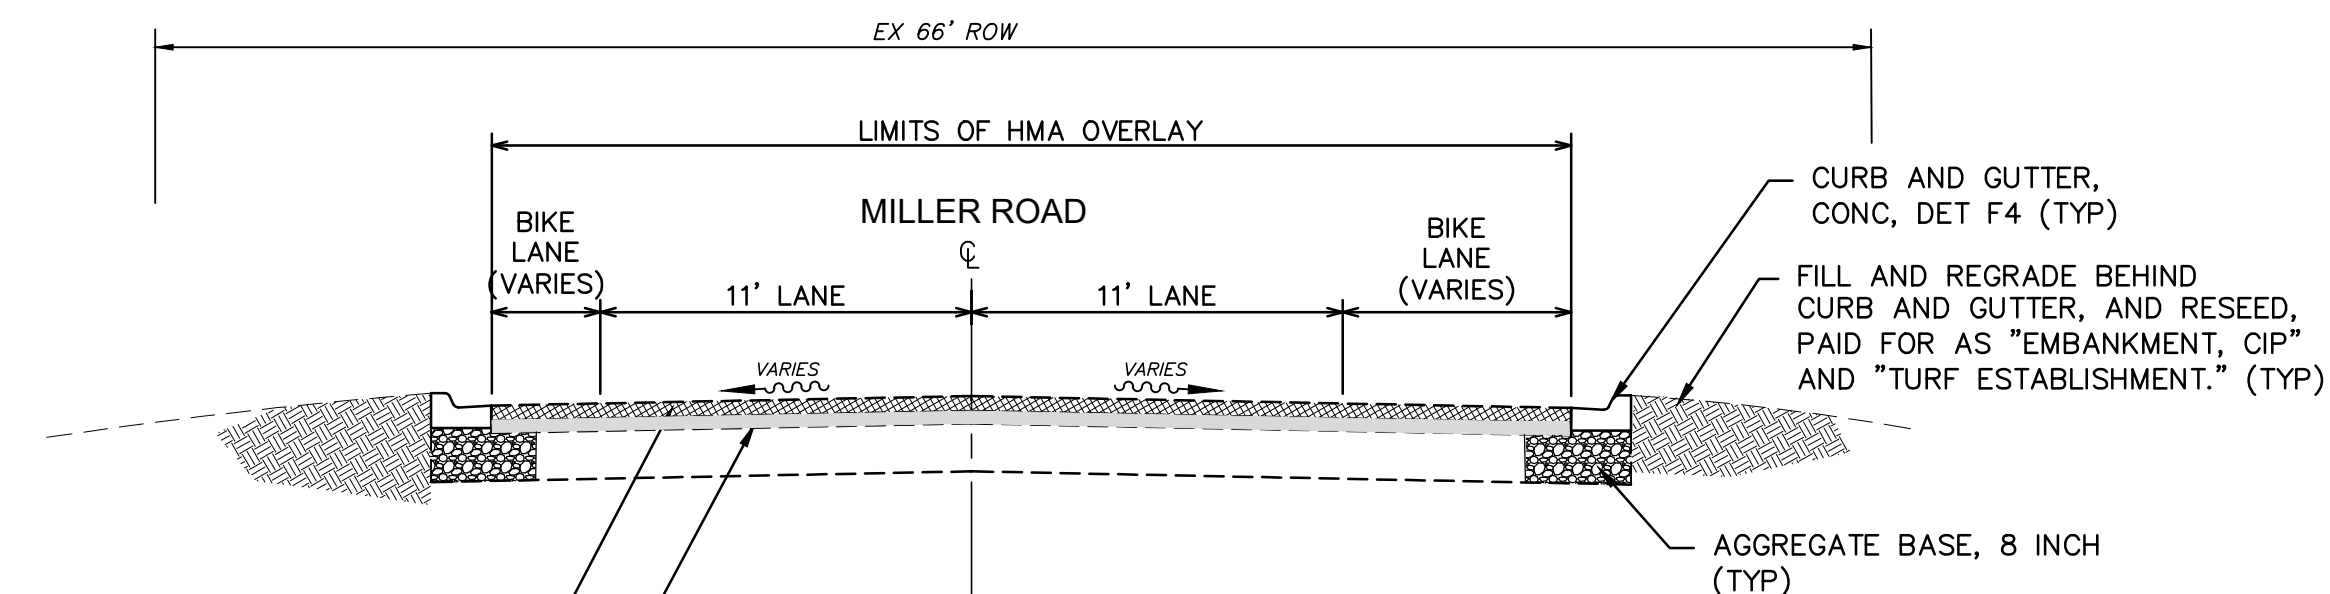 EX 66' ROW
LIMITS OF HMA OVERLAY
MILLER ROAD
℄
BIKE
LANE
(VARIES)
11' LANE
11' LANE
BIKE
LANE
(VARIES)
VARIES
VARIES
CURB AND GUTTER,
CONC, DET F4 (TYP)
FILL AND REGRADE BEHIND
CURB AND GUTTER, AND RESEED,
PAID FOR AS "EMBANKMENT, CIP"
AND "TURF ESTABLISHMENT." (TYP)
AGGREGATE BASE, 8 INCH
(TYP)